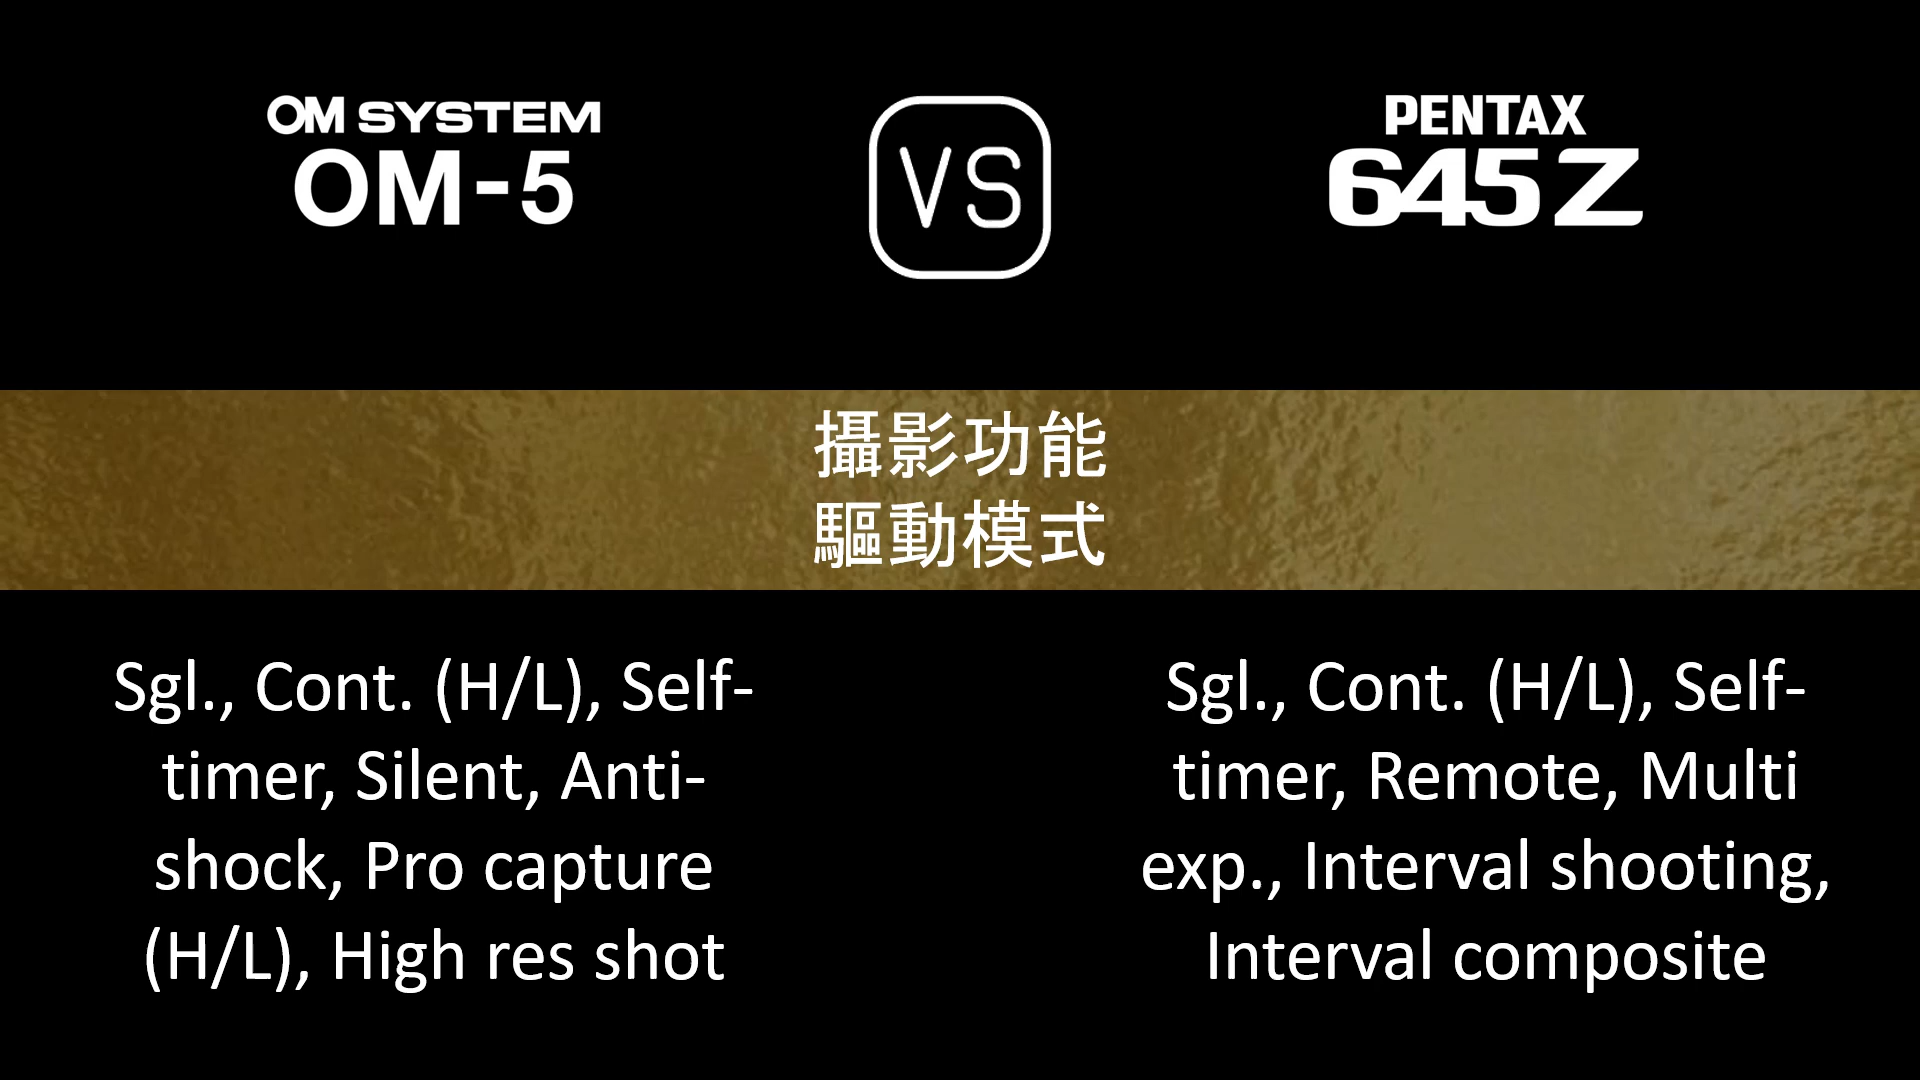 OM SYSTEM
OM-5
VS
PENTAX
645Z
攝影功能
驅動模式
Sgl., Cont. (H/L), Self-
timer, Silent, Anti-
shock, Pro capture
(H/L), High res shot
Sgl., Cont. (H/L), Self-
timer, Remote, Multi
exp., Interval shooting,
Interval composite